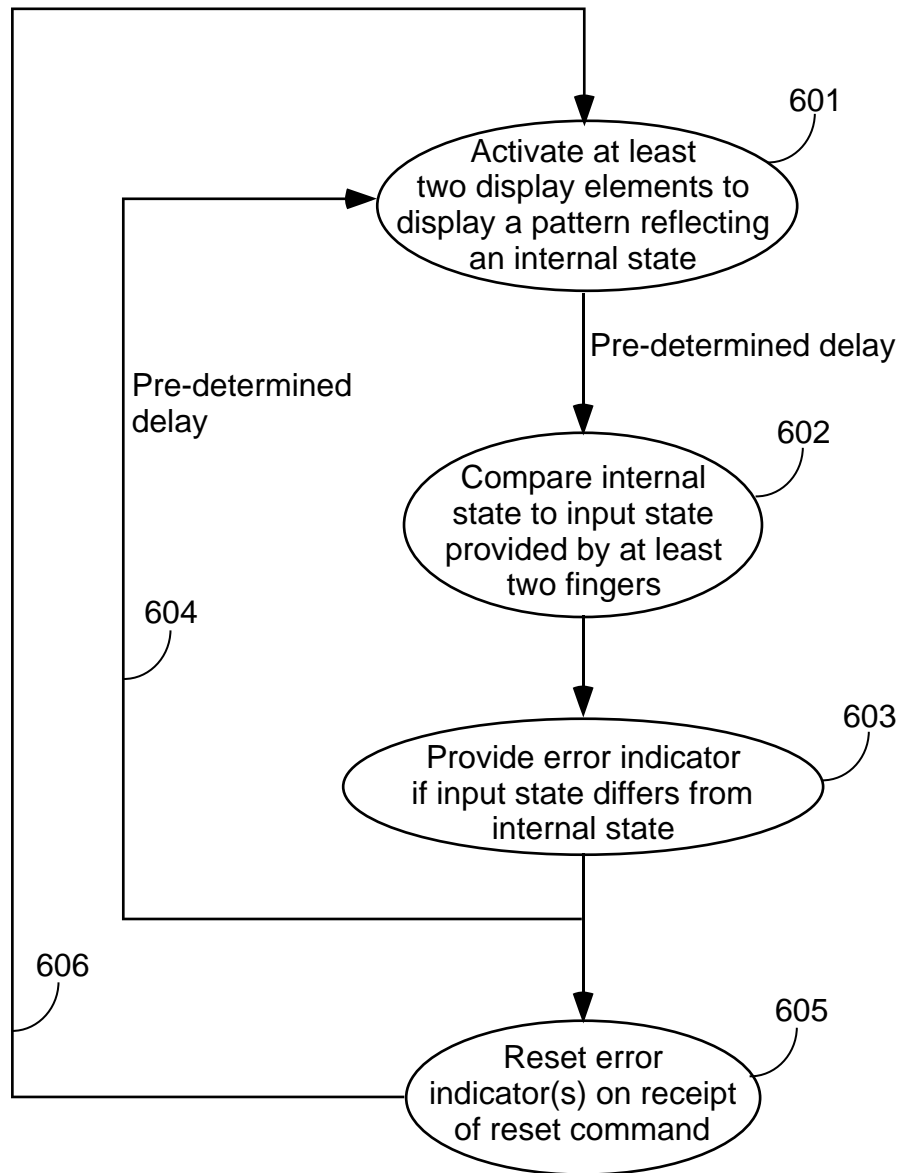 601
Activate at least
two display elements to
display a pattern reflecting
an internal state
Pre-determined delay
Pre-determined
delay
602
Compare internal
state to input state
provided by at least
two fingers
604
603
Provide error indicator
if input state differs from
internal state
606
605
Reset error
indicator(s) on receipt
of reset command